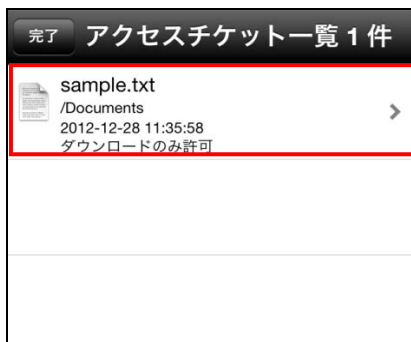 完了 アクセスチケット一覧 1 件
sample.txt
/Documents
2012-12-28 11:35:58
ダウンロードのみ許可